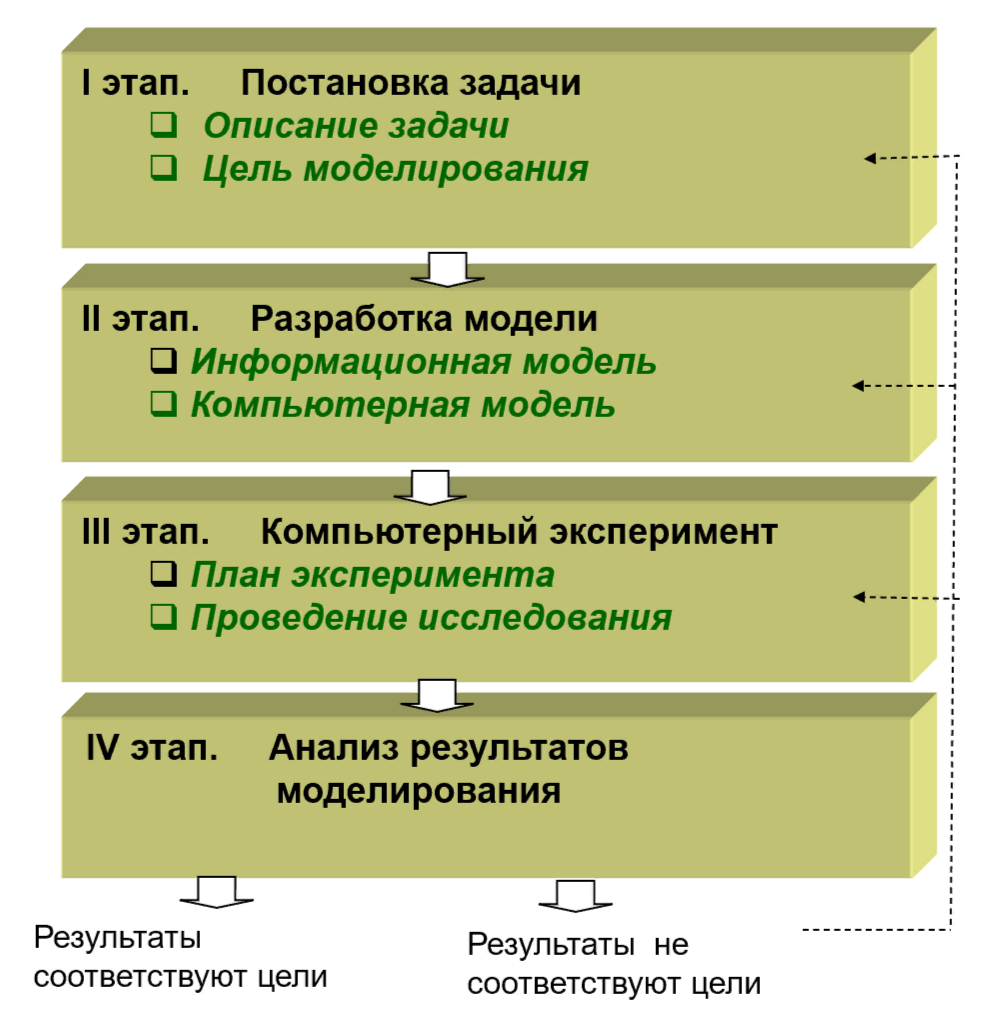 I этап. Постановка задачи
Описание задачи
Цель моделирования
II этап. Разработка модели
Информационная модель
Компьютерная модель
III этап. Компьютерный эксперимент
План эксперимента
Проведение исследования
IV этап. Анализ результатов
моделирования
Результаты
соответствуют цели
Результаты не
соответствуют цели